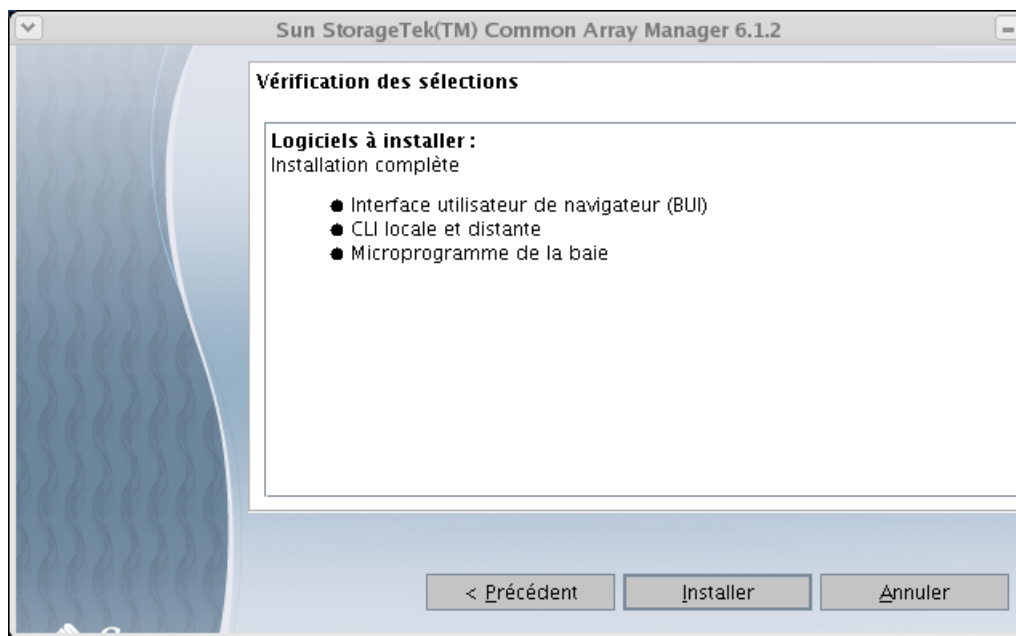 Sun StorageTek(TM) Common Array Manager 6.1.2
Vérification des sélections
Logiciels à installer :
Installation complète
● Interface utilisateur de navigateur (BUI)
● CLI locale et distante
● Microprogramme de la baie
< Précédent
Installer
Annuler